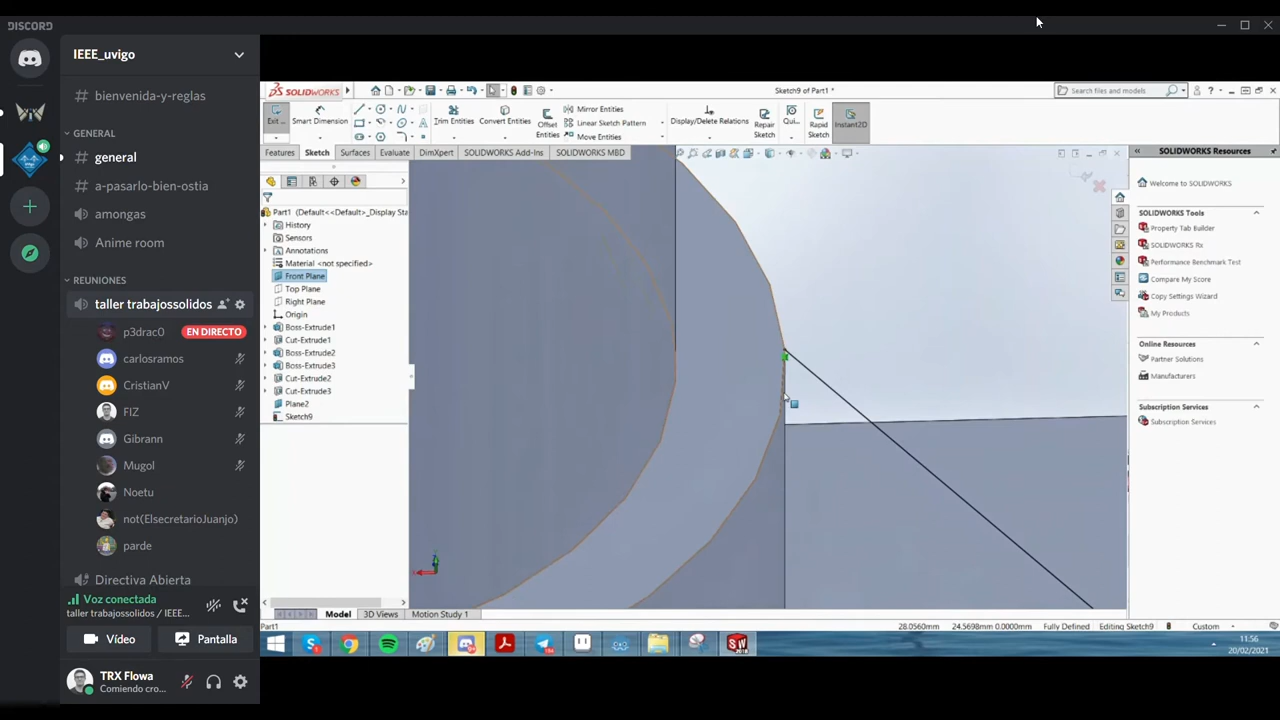 DISCORD
IEEE_uvigo
# bienvenida-y-reglas
GENERAL
# general
# a-pasarlo-bien-ostia
amongas
Anime room
REUNIONES
taller trabajossolidos
p3drac0 EN DIRECTO
carlosramos
CristianV
FIZ
Gibrann
Mugol
Noetu
not(ElsecretarioJuanjo)
parde
Directiva Abierta
Voz conectada
taller trabajossolidos / IEEE...
Vídeo
Pantalla
TRX Flowa
Comiendo cro...
SOLIDWORKS
Sketch9 of Part1 *
Search files and models
Exit ...
Smart Dimension
Trim Entities
Convert Entities
Offset Entities
Mirror Entities
Linear Sketch Pattern
Move Entities
Display/Delete Relations
Repair Sketch
Qui...
Rapid Sketch
Instant2D
Features
Sketch
Surfaces
Evaluate
DimXpert
SOLIDWORKS Add-Ins
SOLIDWORKS MBD
Part1 (Default<<Default>_Display Sta
History
Sensors
Annotations
Material <not specified>
Front Plane
Top Plane
Right Plane
Origin
Boss-Extrude1
Cut-Extrude1
Boss-Extrude2
Boss-Extrude3
Cut-Extrude2
Cut-Extrude3
Plane2
Sketch9
SOLIDWORKS Resources
Welcome to SOLIDWORKS
SOLIDWORKS Tools
Property Tab Builder
SOLIDWORKS Rx
Performance Benchmark Test
Compare My Score
Copy Settings Wizard
My Products
Online Resources
Partner Solutions
Manufacturers
Subscription Services
Subscription Services
Model
3D Views
Motion Study 1
Part1
28.0560mm
24.5698mm 0.0000mm
Fully Defined
Editing Sketch9
Custom
11:56
20/02/2021